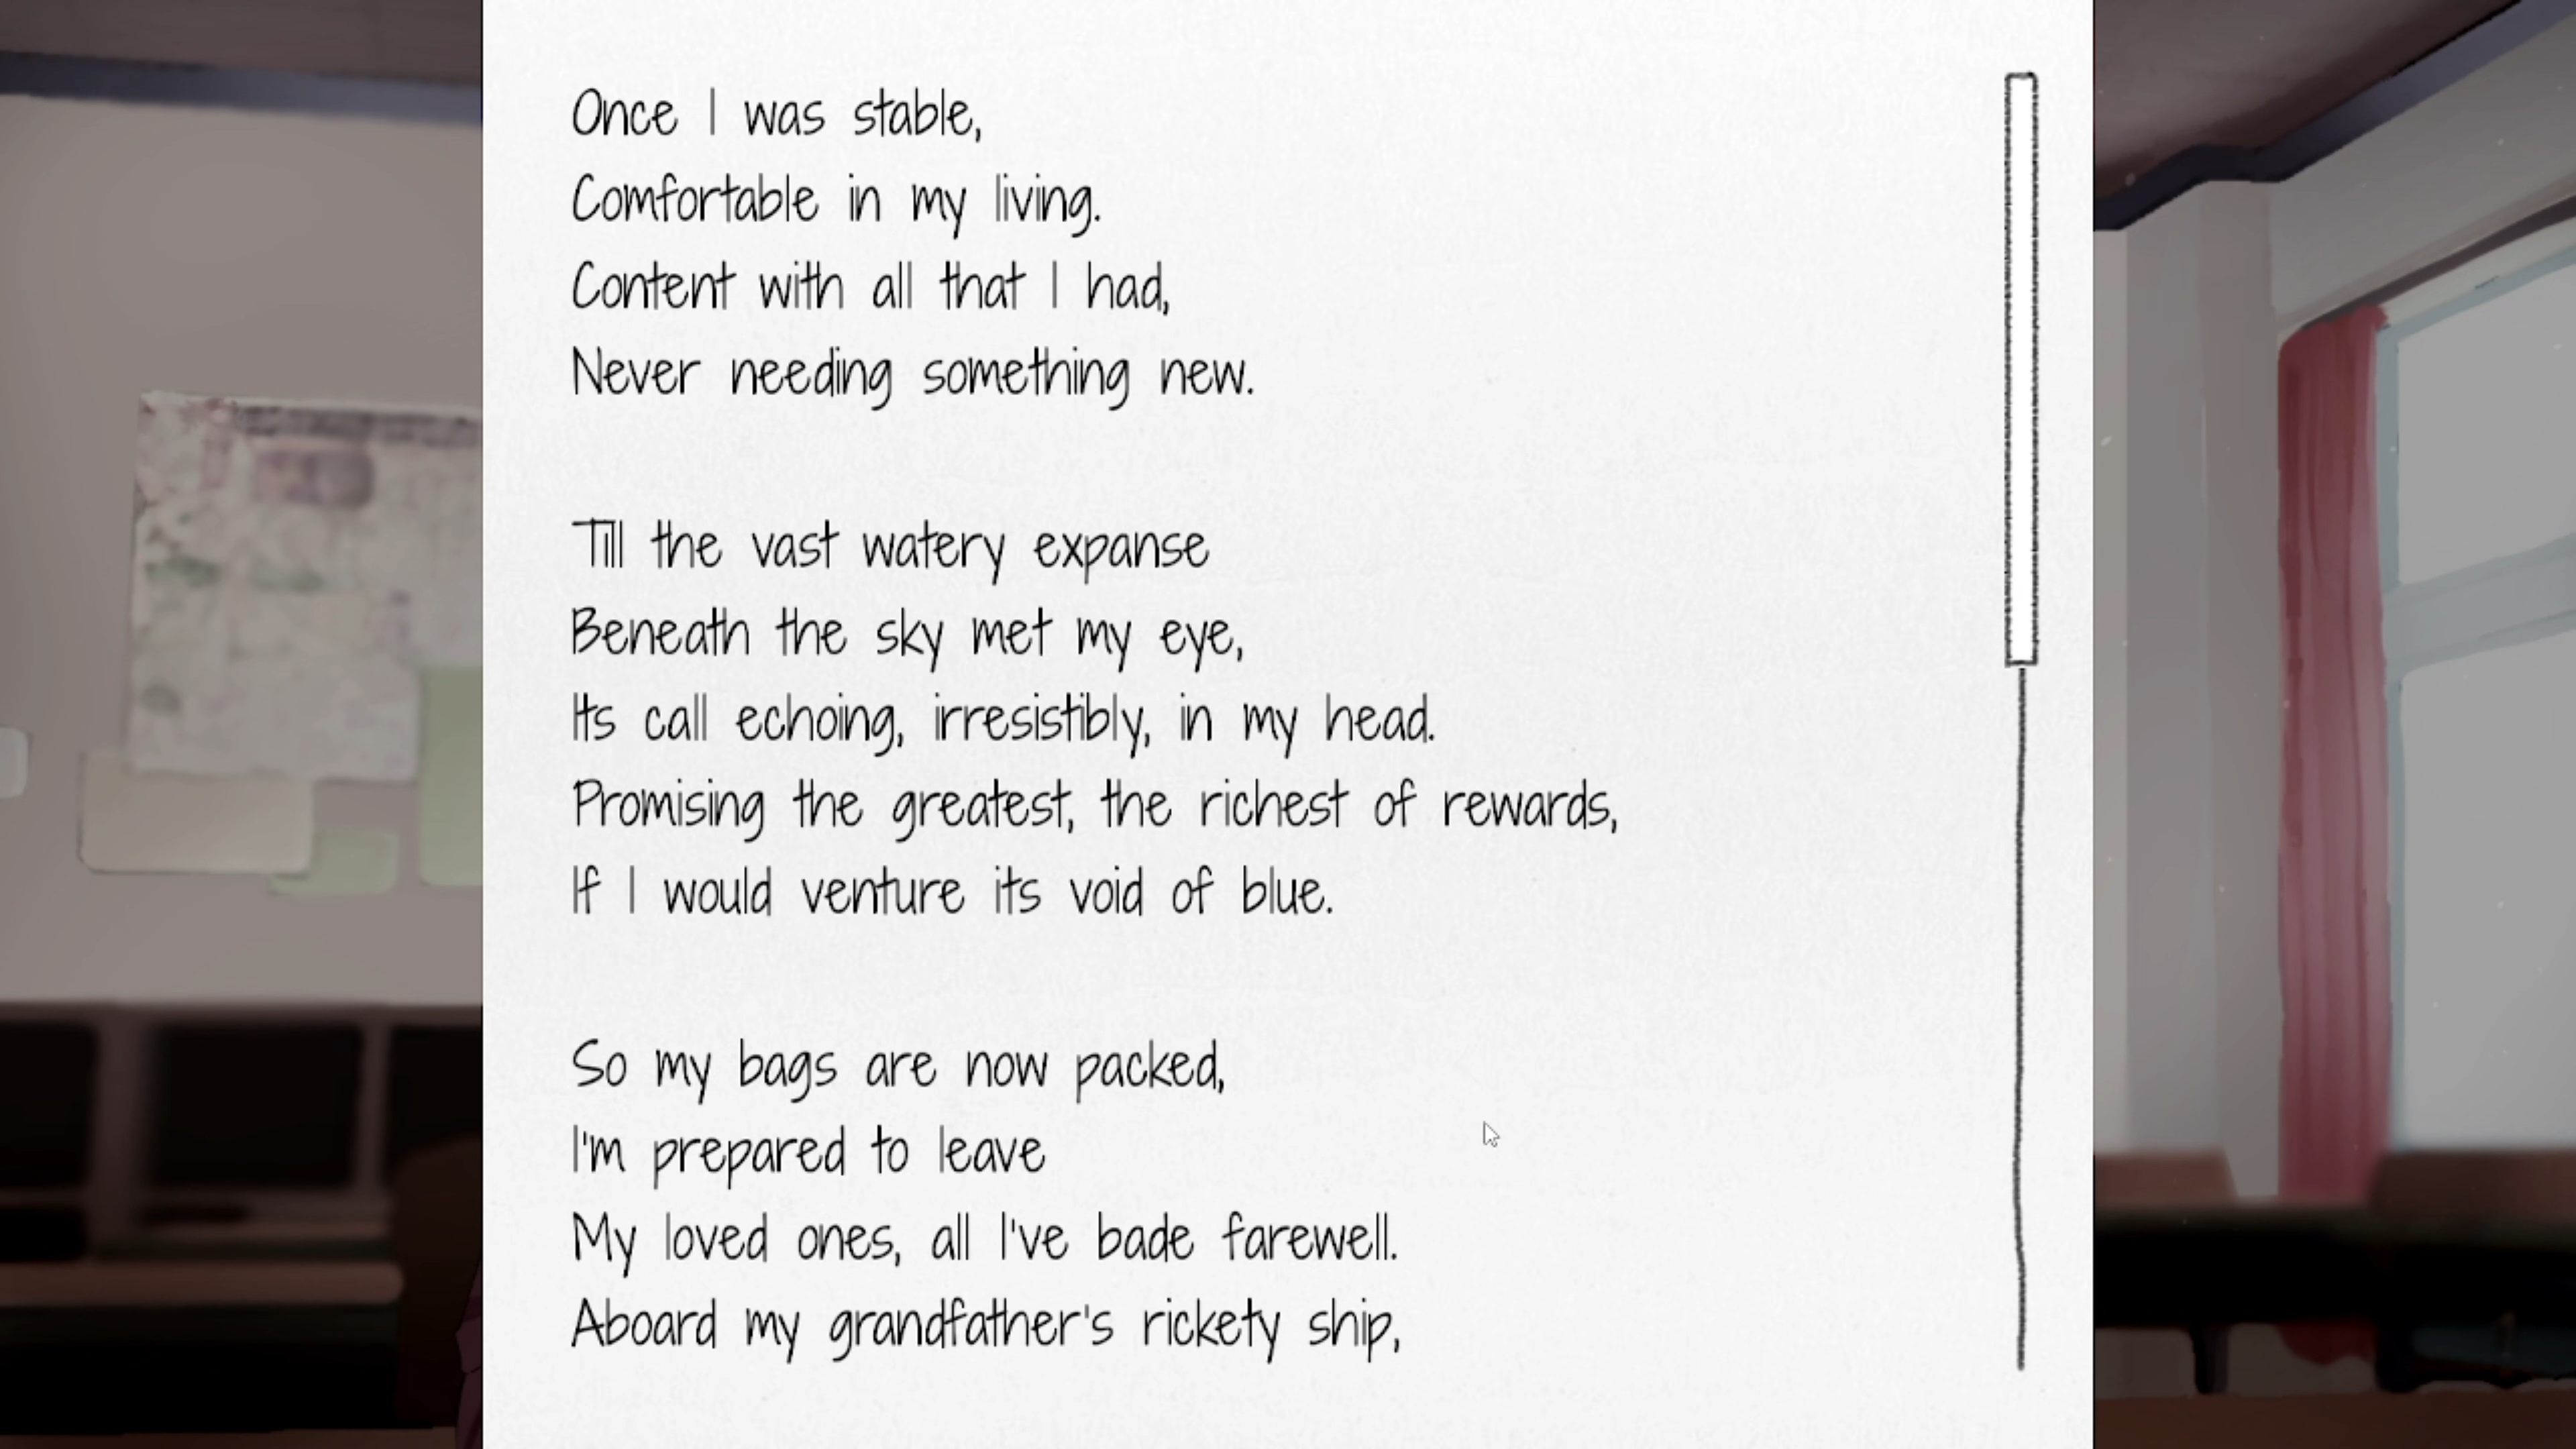 Once I was stable,
Comfortable in my living.
Content with all that I had,
Never needing something new.
Till the vast watery expanse
Beneath the sky met my eye,
Its call echoing, irresistibly, in my head.
Promising the greatest, the richest of rewards,
If I would venture its void of blue.
So my bags are now packed,
I'm prepared to leave
My loved ones, all I've bade farewell.
Aboard my grandfather's rickety ship,